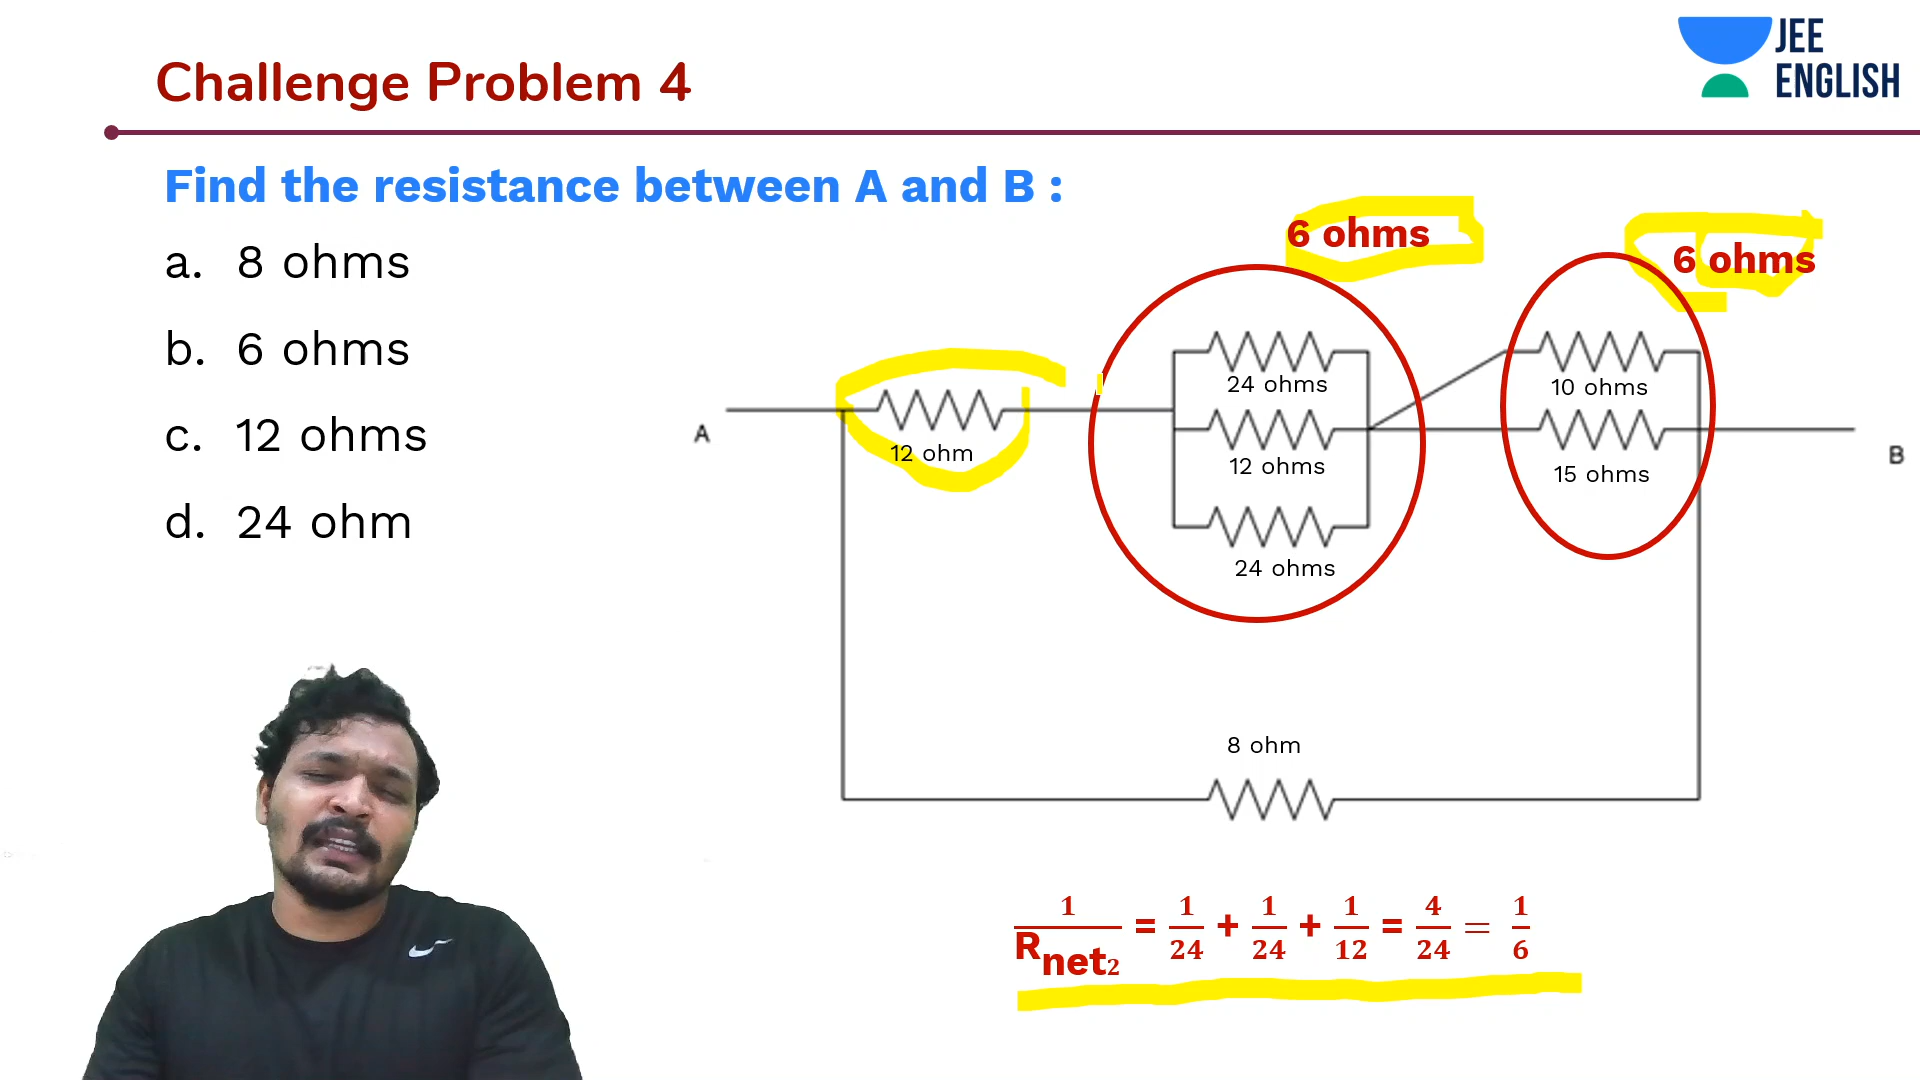 JEE
ENGLISH
Challenge Problem 4
Find the resistance between A and B :
a. 8 ohms
b. 6 ohms
c. 12 ohms
d. 24 ohm
6 ohms
6 ohms
24 ohms
10 ohms
A
12 ohm
12 ohms
15 ohms
B
24 ohms
8 ohm
1/Rnet₂ = 1/24 + 1/24 + 1/12 = 4/24 = 1/6